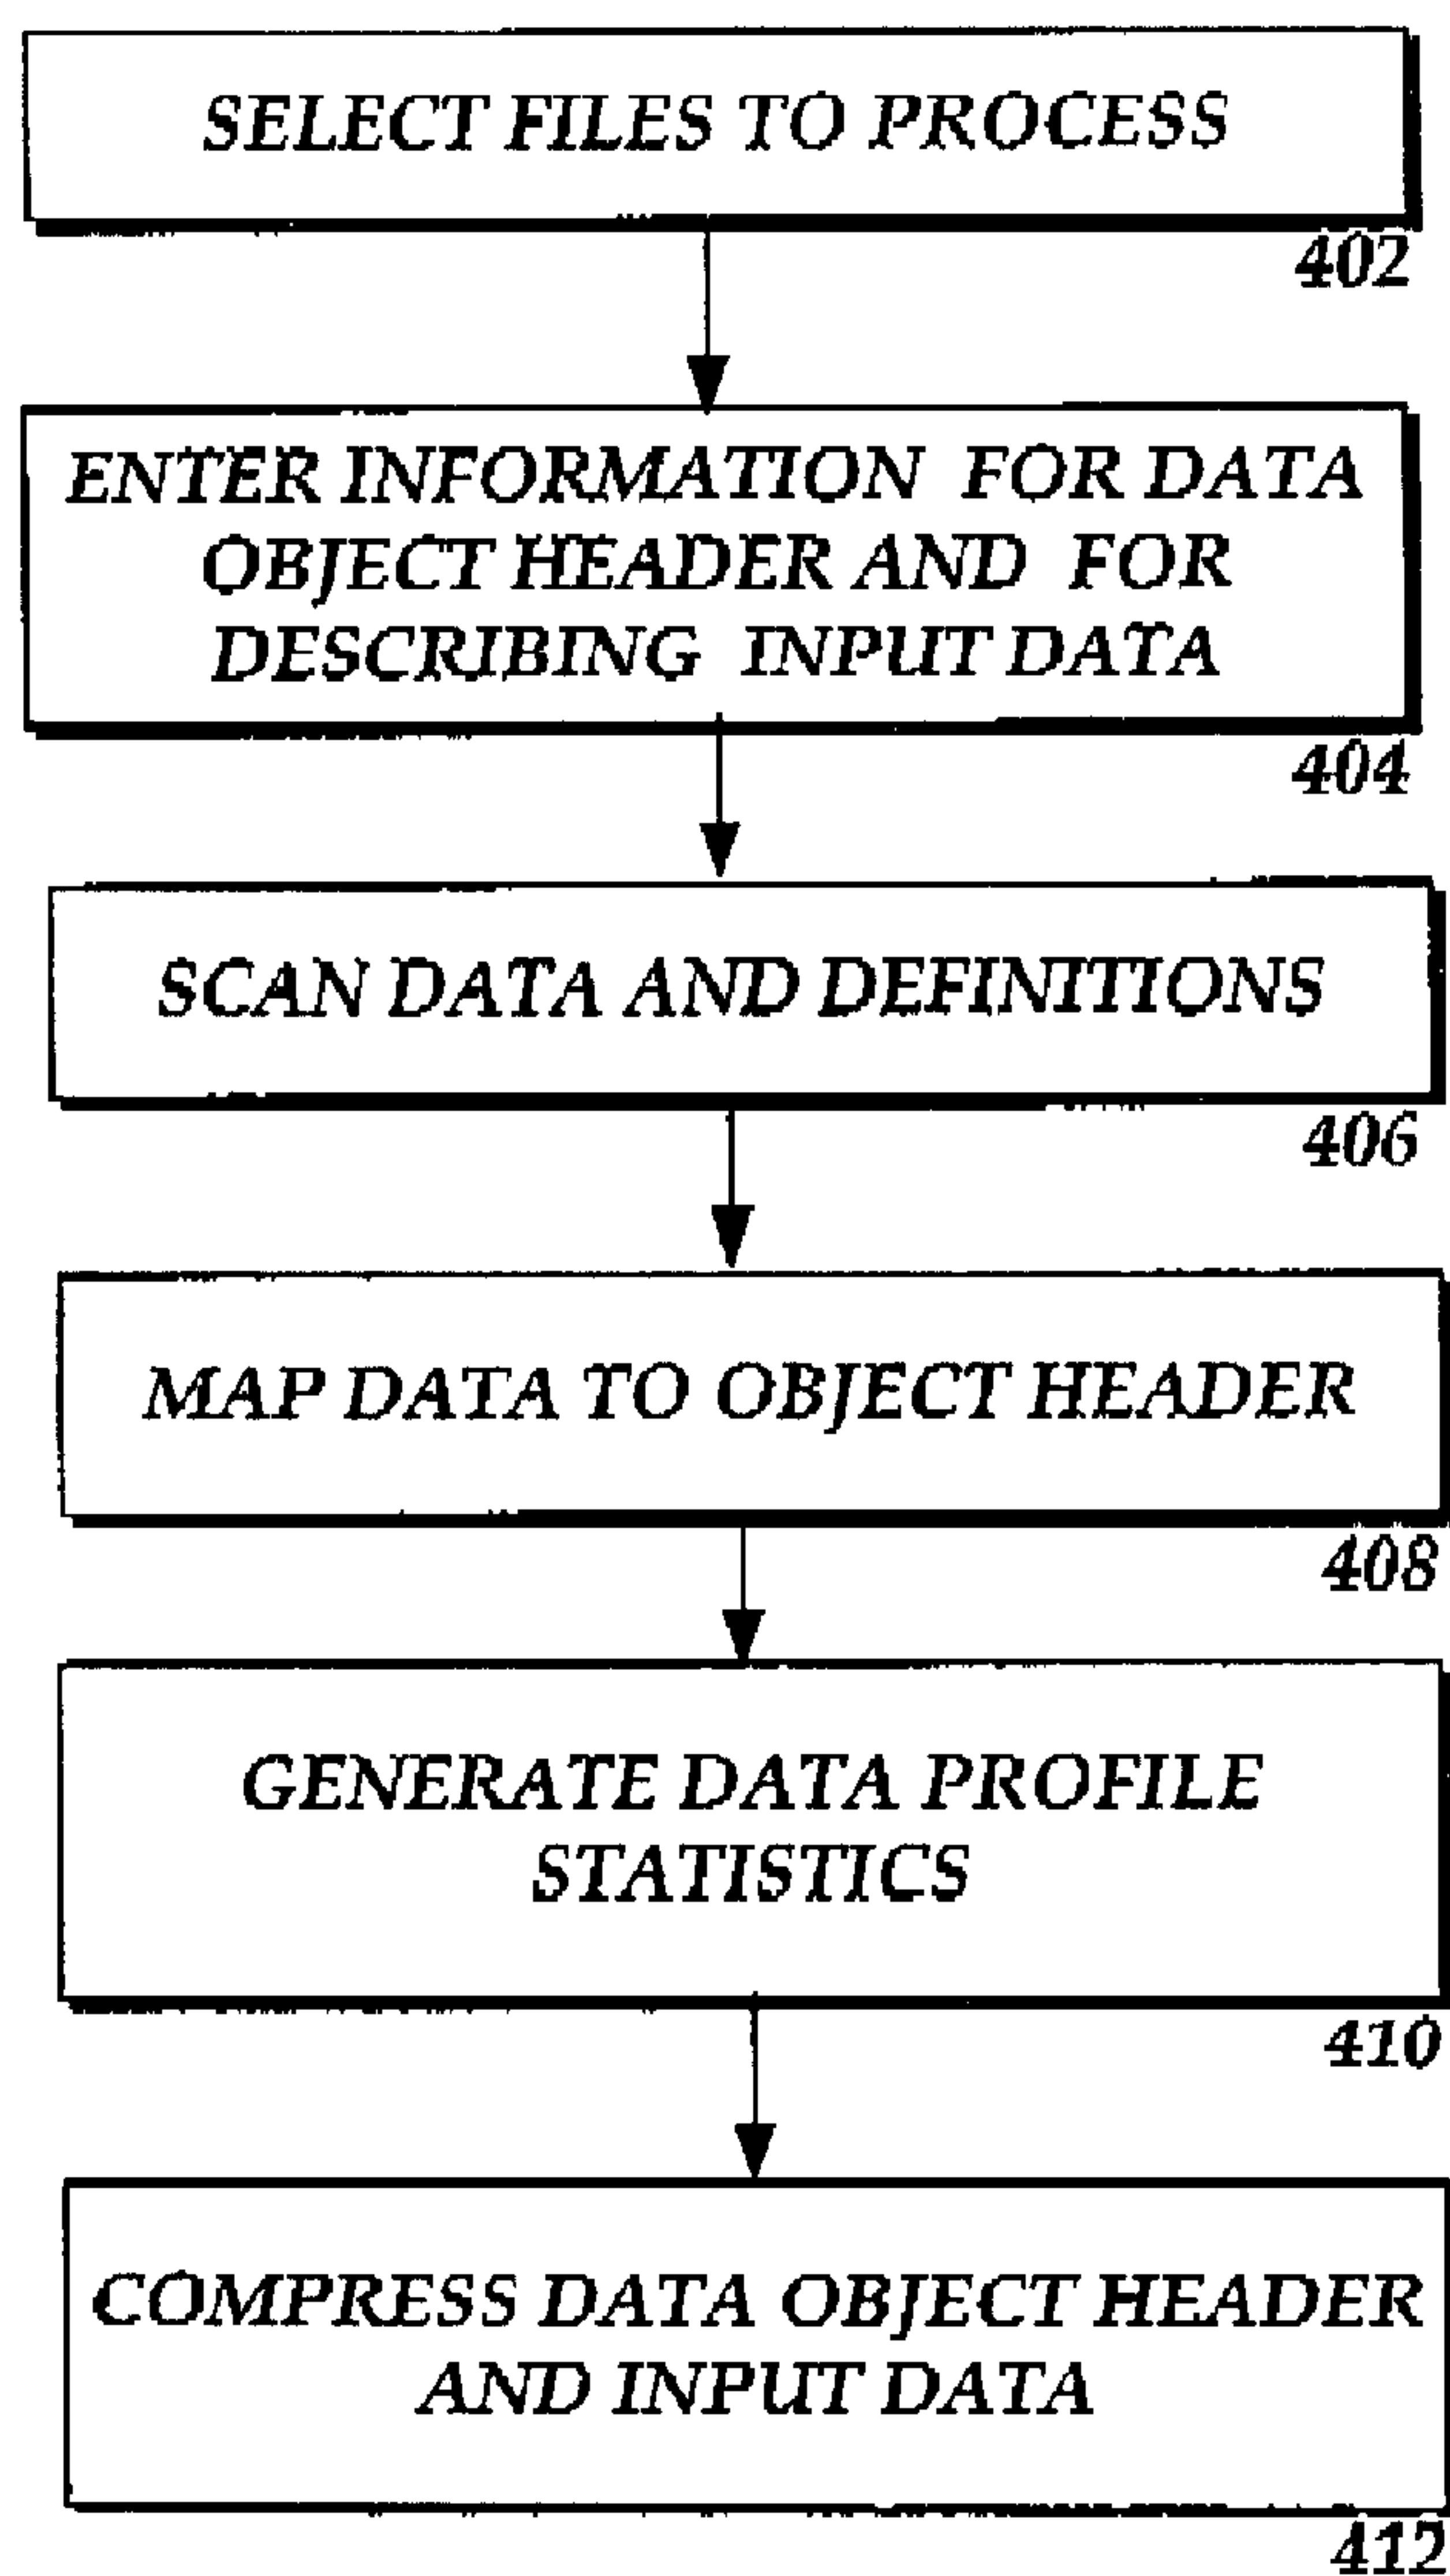 SELECT FILES TO PROCESS
402
ENTER INFORMATION FOR DATA
OBJECT HEADER AND FOR
DESCRIBING INPUT DATA
404
SCAN DATA AND DEFINITIONS
406
MAP DATA TO OBJECT HEADER
408
GENERATE DATA PROFILE
STATISTICS
410
COMPRESS DATA OBJECT HEADER
AND INPUT DATA
412